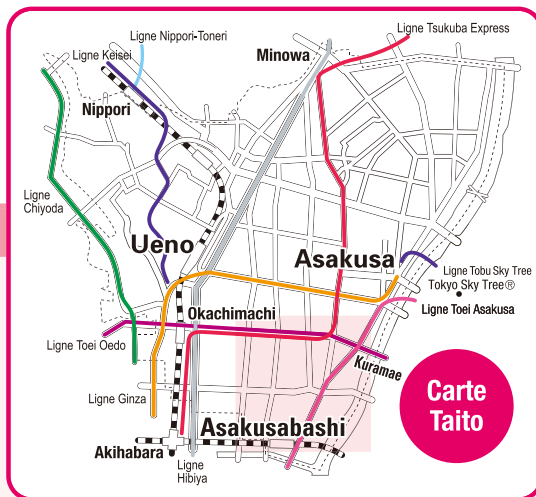 Ligne Tsukuba Express
Ligne Nippori-Toneri
Ligne Keisei
Minowa
Nippori
Ligne
Chiyoda
Ueno
Asakusa
Ligne Tobu Sky Tree
Tokyo Sky Tree®
Ligne Toei Asakusa
Okachimachi
Ligne Toei Oedo
Kuramae
Carte
Taito
Ligne Ginza
Asakusabashi
Akihabara
Ligne
Hibiya